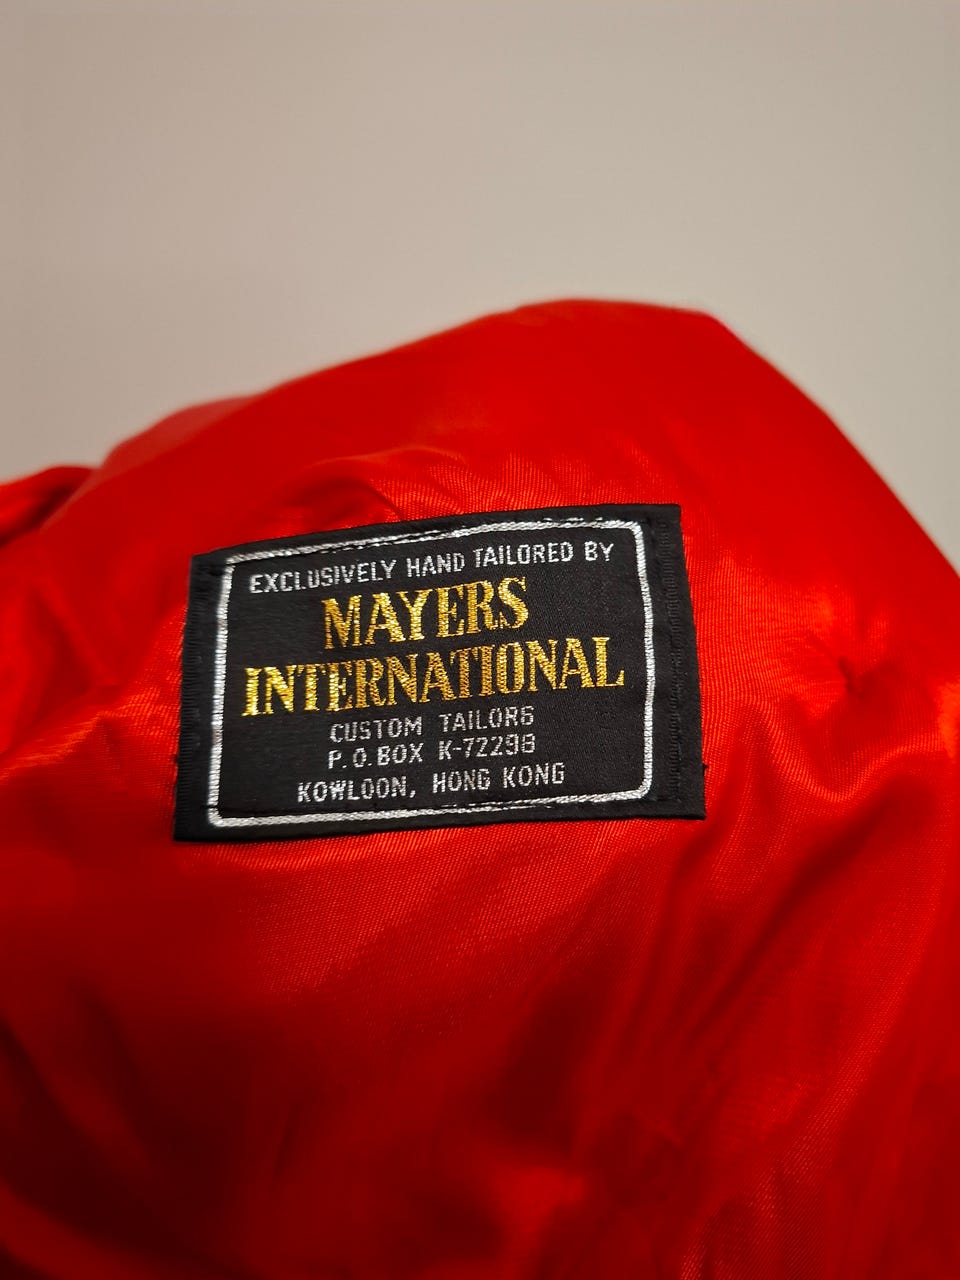 EXCLUSIVELY HAND TAILORED BY
MAYERS
INTERNATIONAL
CUSTOM TAILORS
P.O.BOX K-72298
KOWLOON, HONG KONG